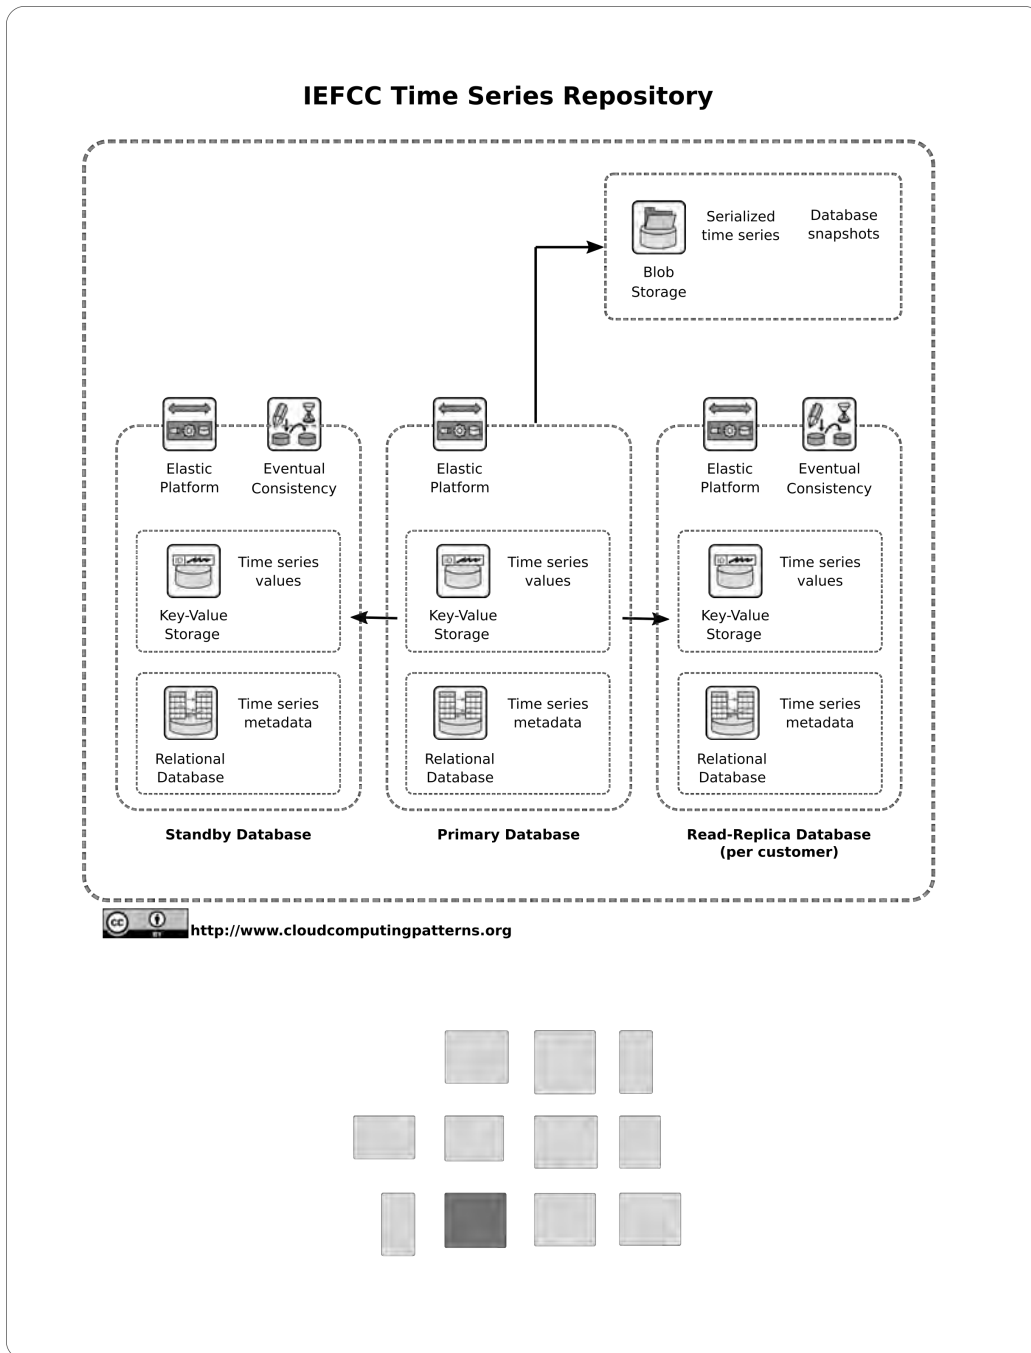 IEFCC Time Series Repository
Serialized
time series
Database
snapshots
Blob
Storage
Elastic
Platform
Eventual
Consistency
Elastic
Platform
Elastic
Platform
Eventual
Consistency
Time series
values
Key-Value
Storage
Time series
values
Key-Value
Storage
Time series
values
Key-Value
Storage
Time series
metadata
Relational
Database
Time series
metadata
Relational
Database
Time series
metadata
Relational
Database
Standby Database
Primary Database
Read-Replica Database
(per customer)
cc
BY
http://www.cloudcomputingpatterns.org